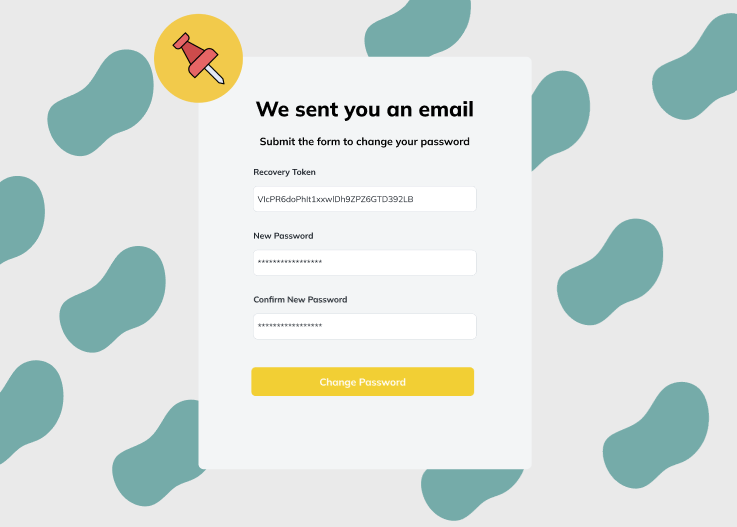 We sent you an email
Submit the form to change your password
Recovery Token
VIcPR6doPhIt1xxwIDh9ZPZ6GTD392LB
New Password
*****************
Confirm New Password
*****************
Change Password